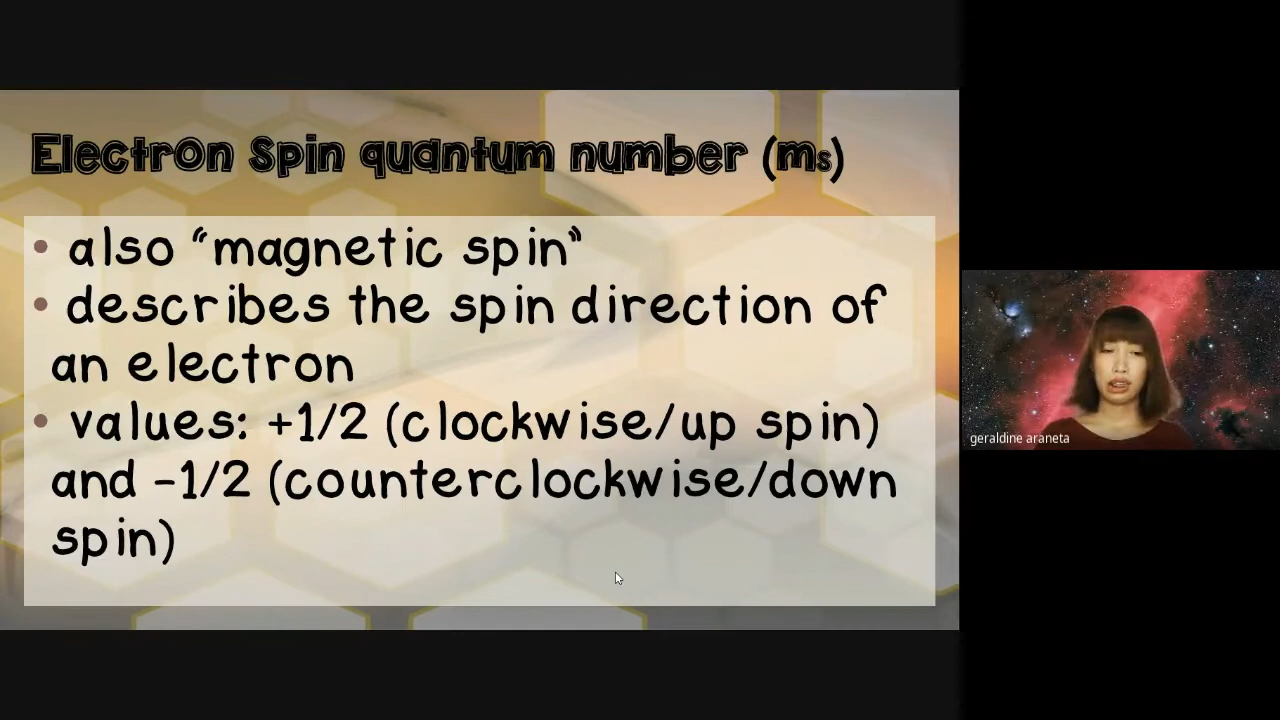 Electron Spin quantum number (ms)
• also “magnetic spin”
• describes the spin direction of
an electron
• values: +1/2 (clockwise/up spin)
and -1/2 (counterclockwise/down
spin)
geraldine araneta